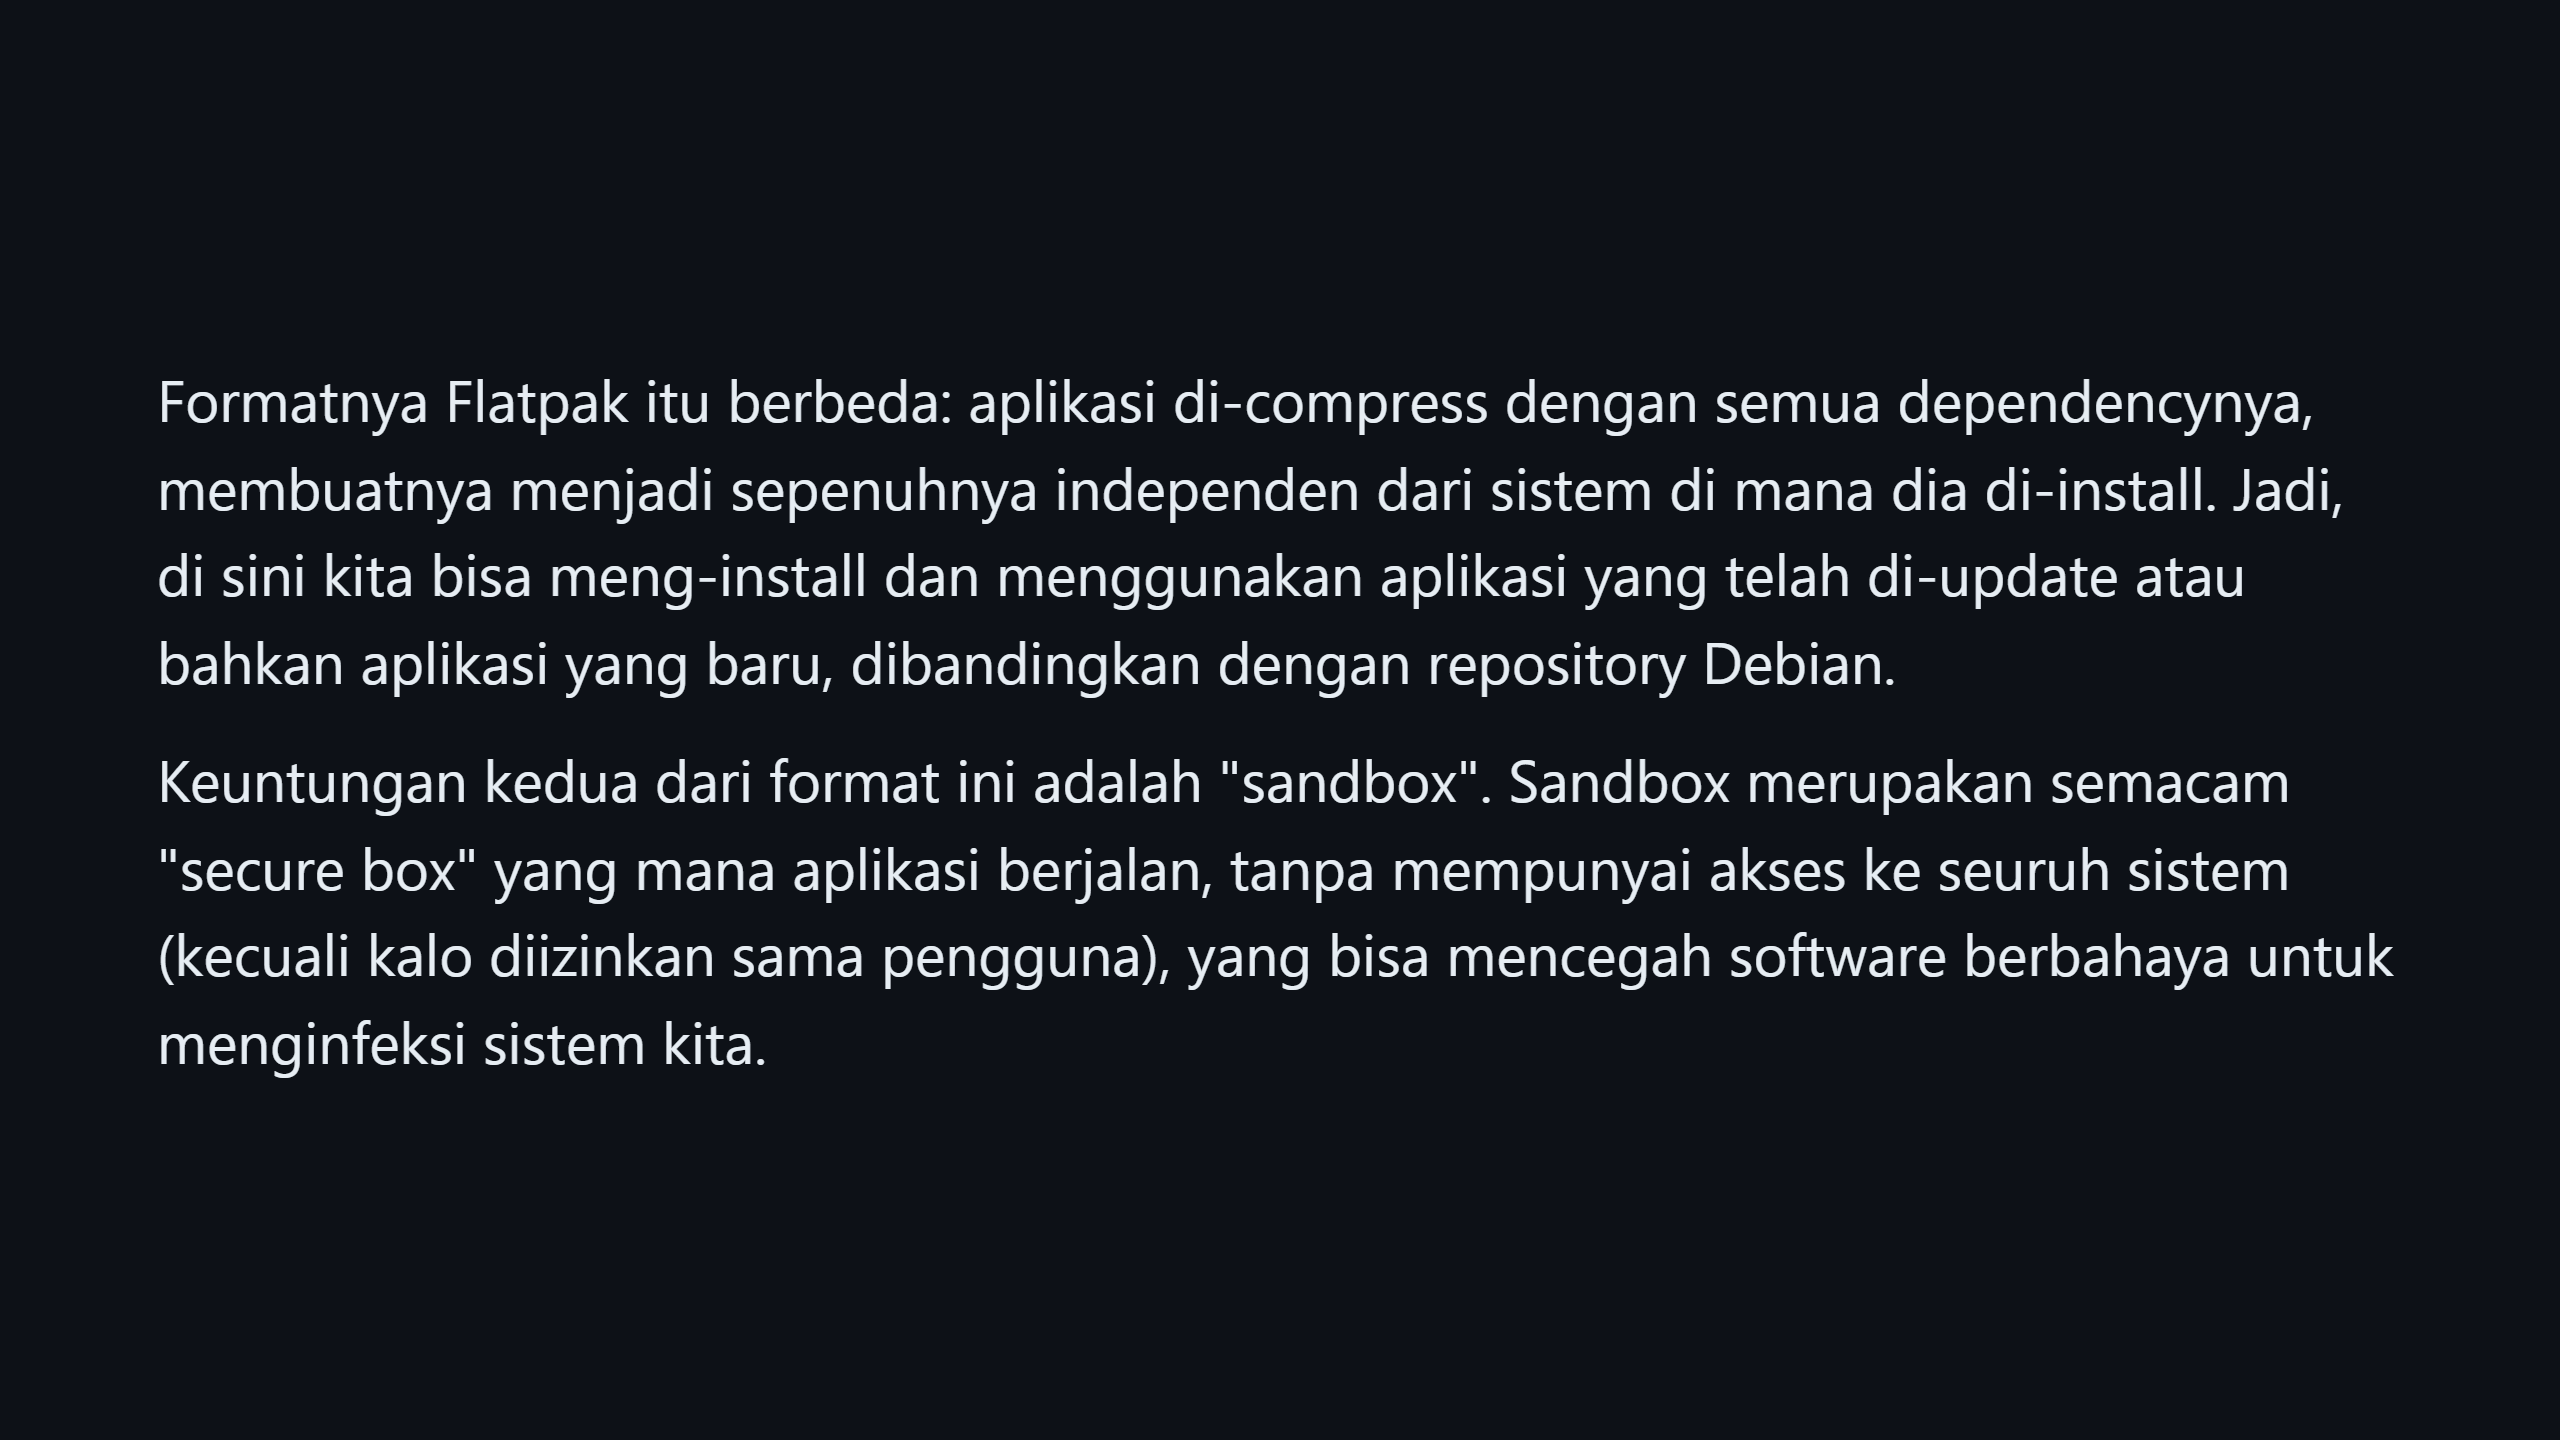 Formatnya Flatpak itu berbeda: aplikasi di-compress dengan semua dependencynya,
membuatnya menjadi sepenuhnya independen dari sistem di mana dia di-install. Jadi,
di sini kita bisa meng-install dan menggunakan aplikasi yang telah di-update atau
bahkan aplikasi yang baru, dibandingkan dengan repository Debian.
Keuntungan kedua dari format ini adalah "sandbox". Sandbox merupakan semacam
"secure box" yang mana aplikasi berjalan, tanpa mempunyai akses ke seuruh sistem
(kecuali kalo diizinkan sama pengguna), yang bisa mencegah software berbahaya untuk
menginfeksi sistem kita.